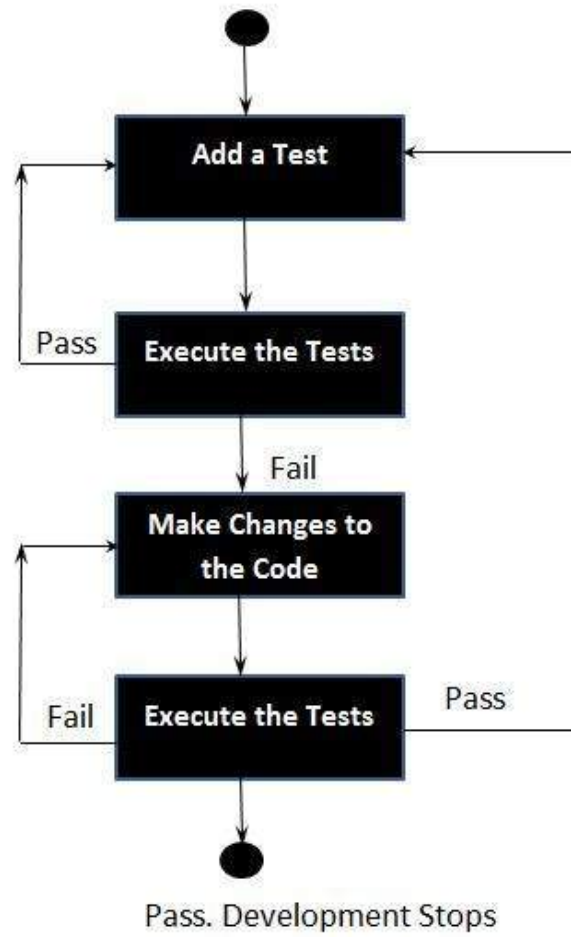 Add a Test
Pass
Execute the Tests
Fail
Make Changes to
the Code
Fail
Execute the Tests
Pass
Pass. Development Stops